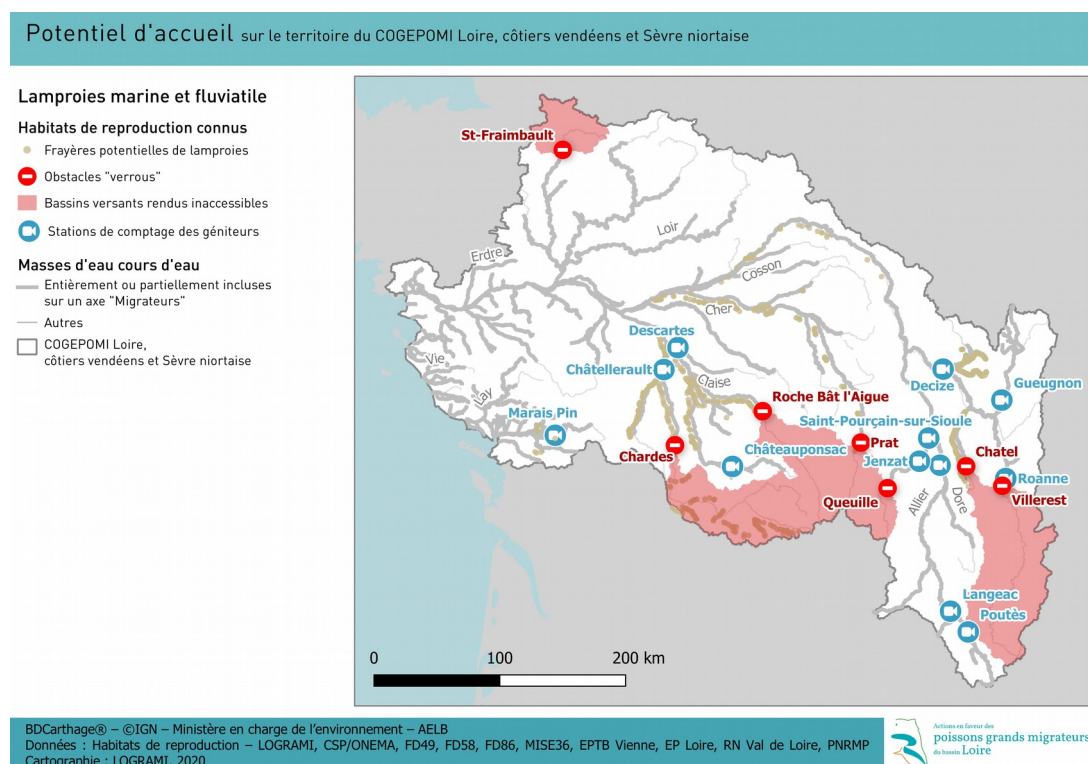 Potentiel d'accueil sur le territoire du COGEPOMI Loire, côtiers vendéens et Sèvre niortaise
Lamproies marine et fluviatile
Habitats de reproduction connus
Frayères potentielles de lamproies
Obstacles "verrous"
Bassins versants rendus inaccessibles
Stations de comptage des géniteurs
Masses d'eau cours d'eau
Entièrement ou partiellement incluses
sur un axe "Migrateurs"
Autres
COGEPOMI Loire,
côtiers vendéens et Sèvre niortaise
St-Fraimbault
Loir
Erdre
Cosson
Cher
Descartes
Vie
Châtellerault
Claise
Decize
Gueugnon
Lay
Roche Bât l'Aigue
Marais Pin
Saint-Pourçain-sur-Sioule
Prat
Châteauponsac
Chardes
Jenzat
Chatel
Roanne
Queuille
Allier
Dore
Villerest
Langeac
Poutès
0 100 200 km
BDCarthage® – ©IGN – Ministère en charge de l'environnement – AELB
Données : Habitats de reproduction – LOGRAMI, CSP/ONEMA, FD49, FD58, FD86, MISE36, EPTB Vienne, EP Loire, RN Val de Loire, PNRMP
Cartographie : LOGRAMI, 2020
Actions en faveur des
poissons grands migrateurs
du bassin Loire